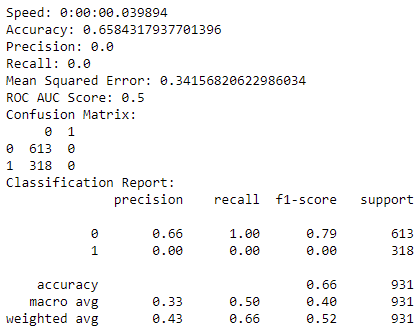 Speed: 0:00:00.039894
Accuracy: 0.6584317937701396
Precision: 0.0
Recall: 0.0
Mean Squared Error: 0.34156820622986034
ROC AUC Score: 0.5
Confusion Matrix:
     0  1
0  613  0
1  318  0
Classification Report:
              precision    recall  f1-score   support

           0       0.66      1.00      0.79       613
           1       0.00      0.00      0.00       318

    accuracy                           0.66       931
   macro avg       0.33      0.50      0.40       931
weighted avg       0.43      0.66      0.52       931